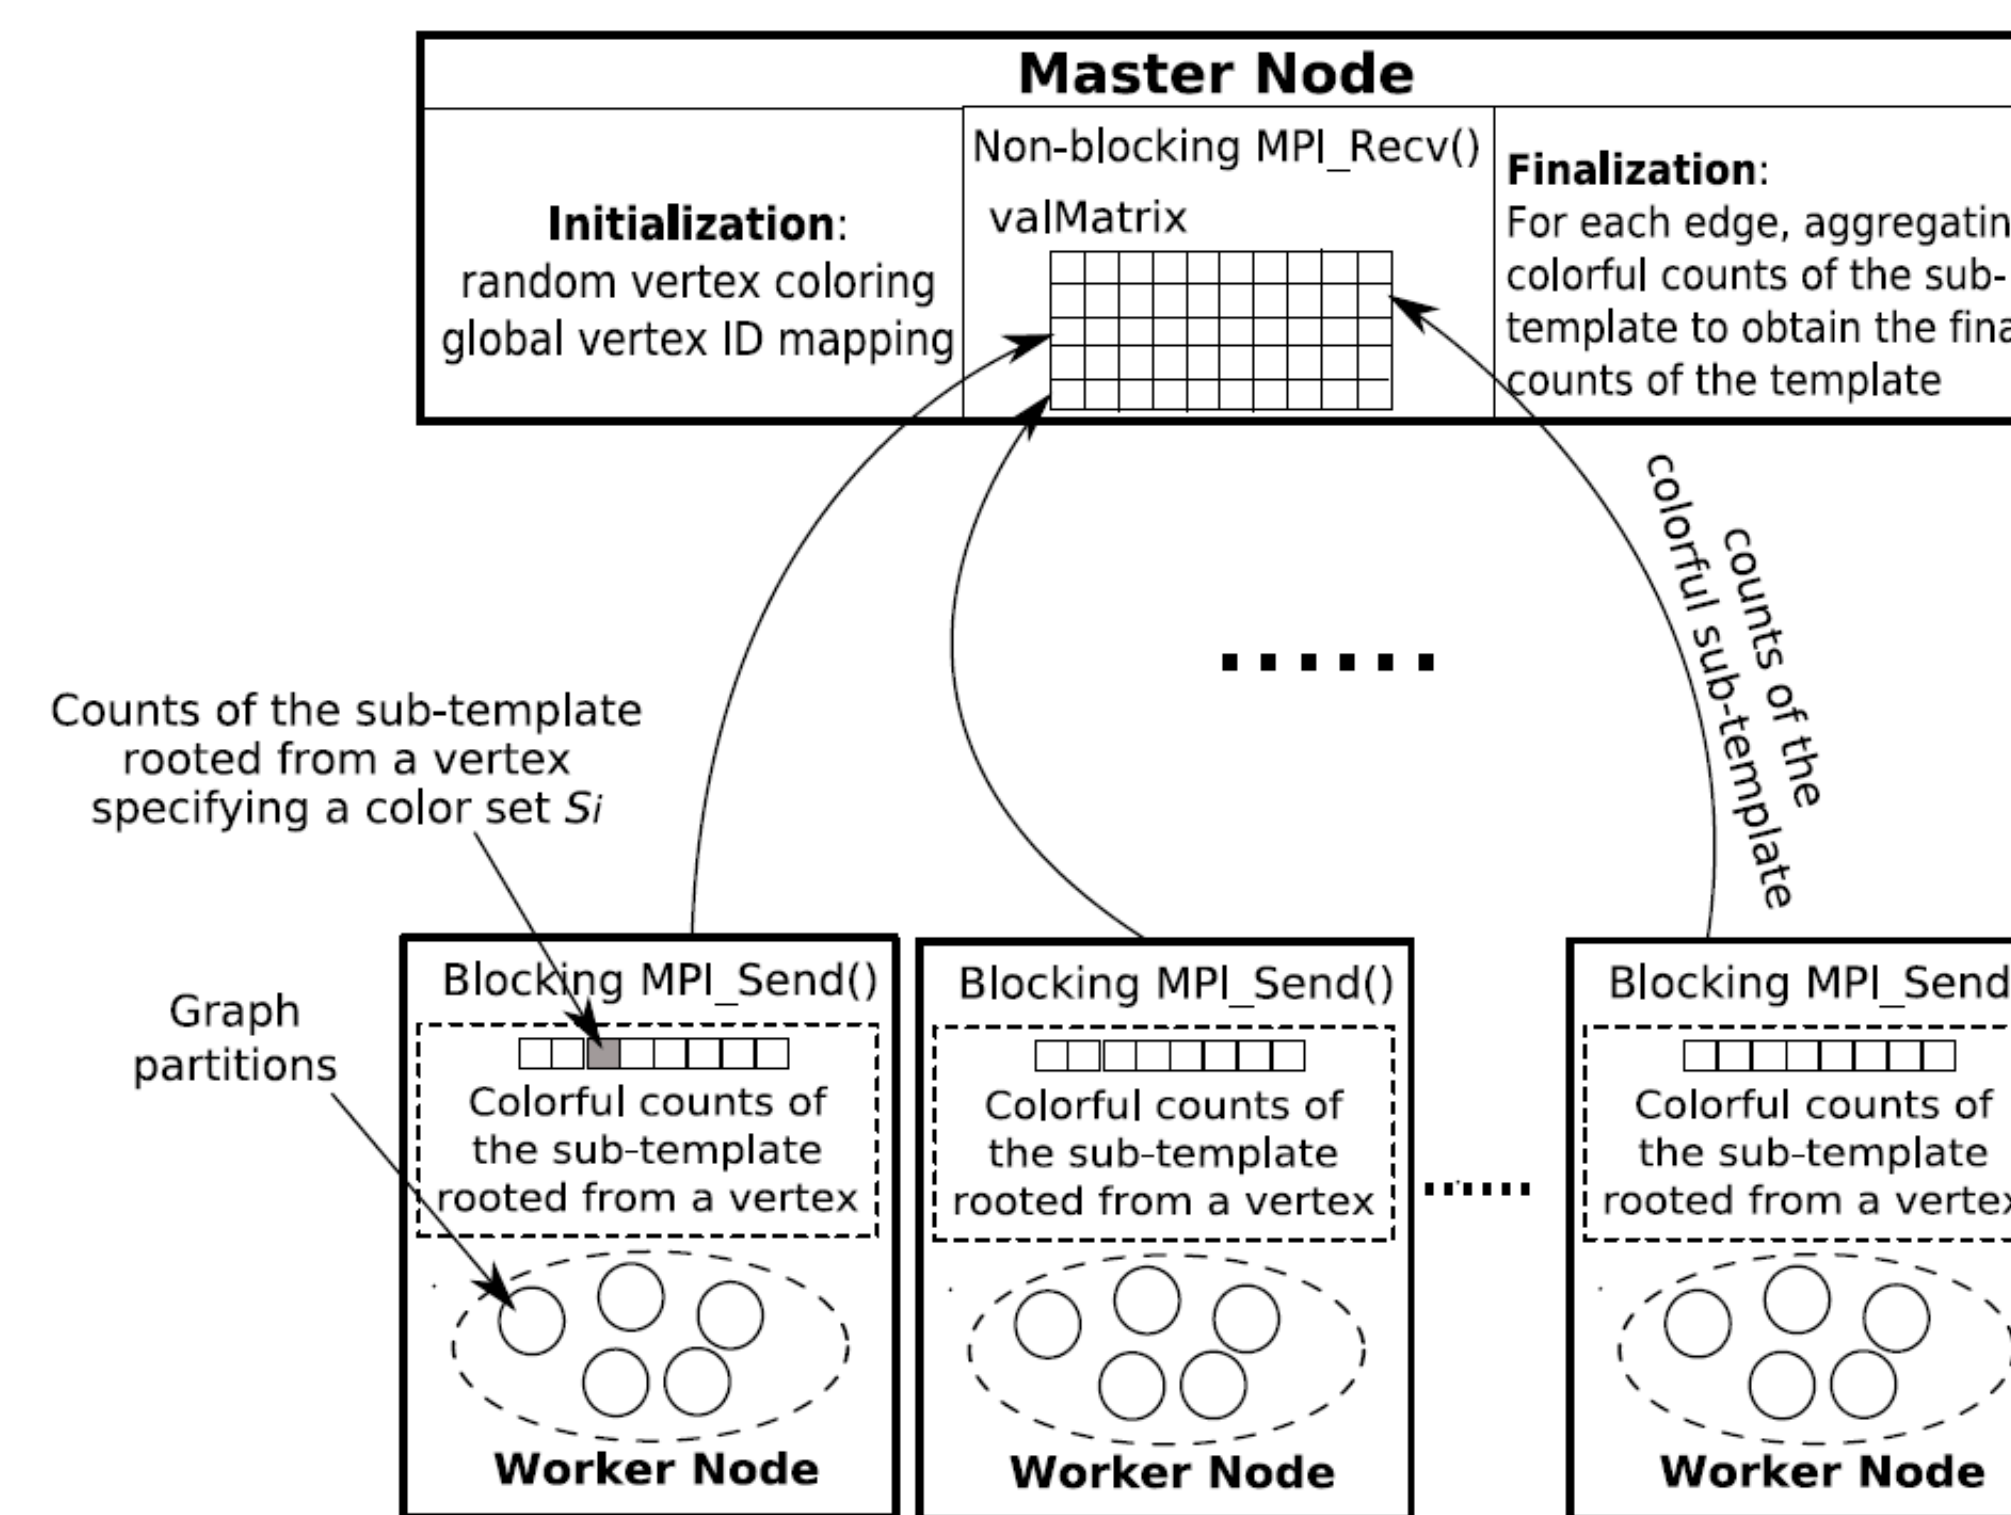 Master Node
Initialization:
random vertex coloring
global vertex ID mapping
Non-blocking MPI_Recv()
valMatrix
Finalization:
For each edge, aggregatin
colorful counts of the sub-
template to obtain the fina
counts of the template
counts of the
colorful sub-template
Counts of the sub-template
rooted from a vertex
specifying a color set Si
Graph
partitions
Blocking MPI_Send()
Colorful counts of
the sub-template
rooted from a vertex
Worker Node
Blocking MPI_Send()
Colorful counts of
the sub-template
rooted from a vertex
Worker Node
Blocking MPI_Send
Colorful counts of
the sub-template
rooted from a vertex
Worker Node